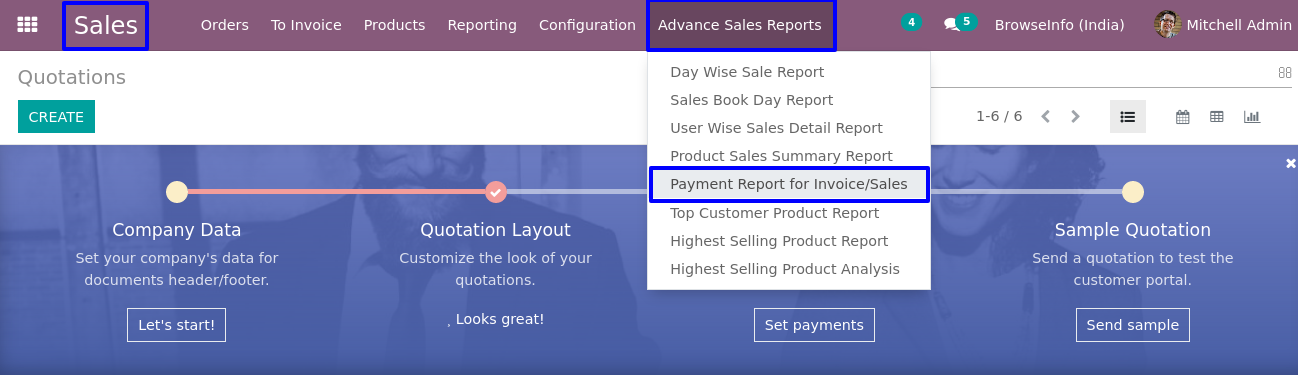 Sales Orders To Invoice Products Reporting Configuration Advance Sales Reports 4 5 BrowseInfo (India) Mitchell Admin
Quotations
CREATE
1-6 / 6
Day Wise Sale Report
Sales Book Day Report
User Wise Sales Detail Report
Product Sales Summary Report
Payment Report for Invoice/Sales
Top Customer Product Report
Highest Selling Product Report
Highest Selling Product Analysis
Company Data
Set your company's data for
documents header/footer.
Let's start!
Quotation Layout
Customize the look of your
quotations.
. Looks great!
Set payments
Sample Quotation
Send a quotation to test the
customer portal.
Send sample